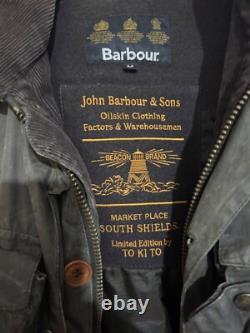 Barbour
M
John Barbour & Sons
Oilskin Clothing
Factors & Warehousemen
BEACON BRAND
MARKET PLACE
SOUTH SHIELDS
Limited Edition by
TO KI TO